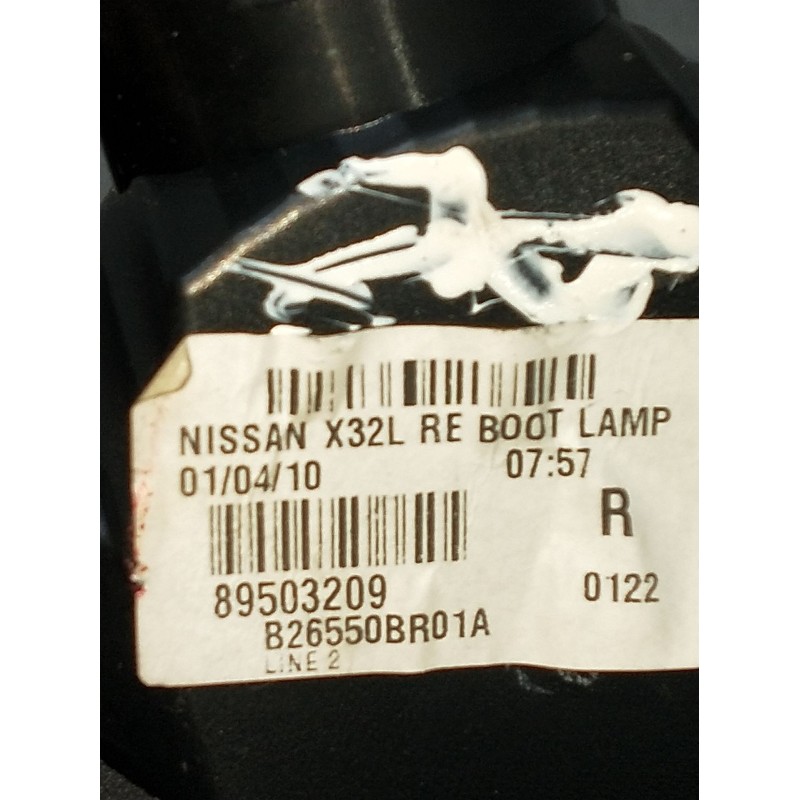 NISSAN X32L RE BOOT LAMP
01/04/10 07:57
R
89503209 0122
B26550BR01A
LINE 2